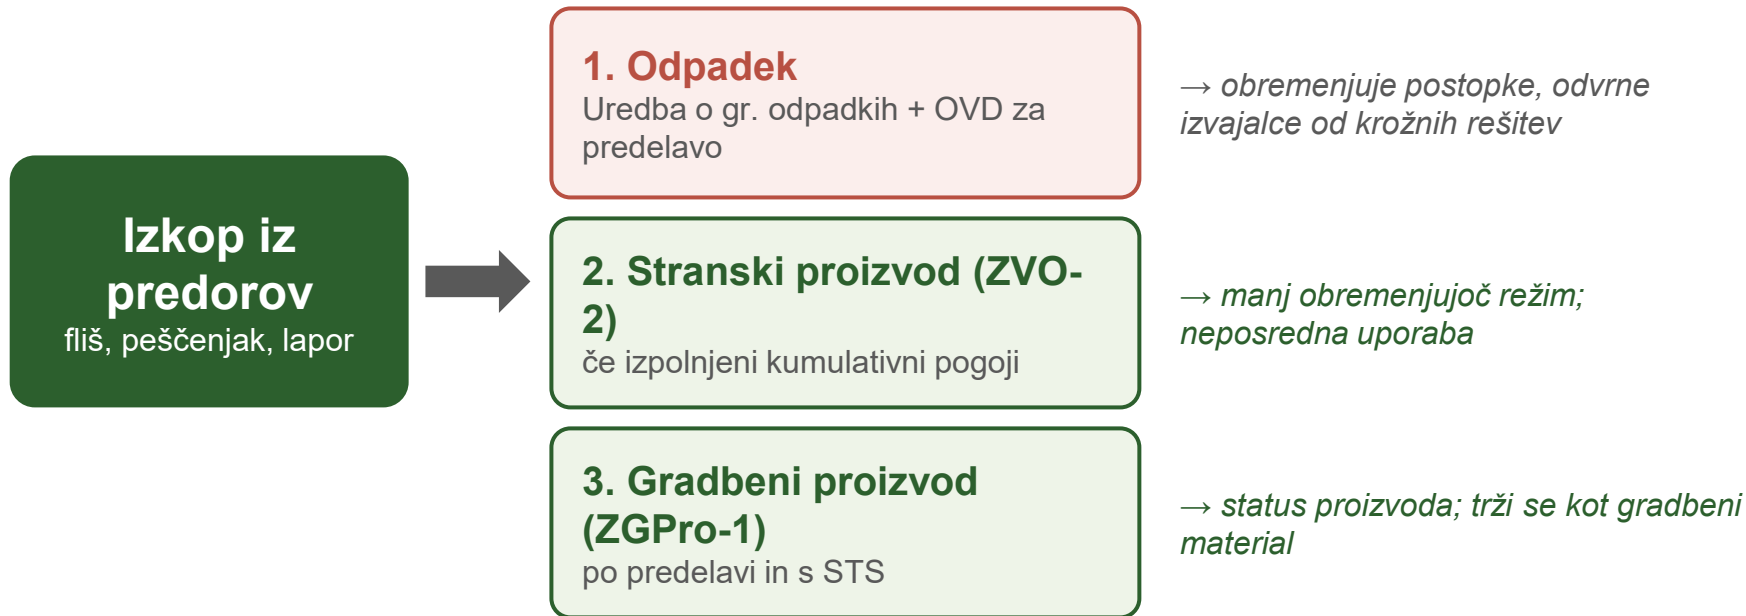 Izkop iz
predorov
fliš, peščenjak, lapor
1. Odpadek
Uredba o gr. odpadkih + OVD za
predelavo
→ obremenjuje postopke, odvrne
izvajalce od krožnih rešitev
2. Stranski proizvod (ZVO-
2)
če izpolnjeni kumulativni pogoji
→ manj obremenjujoč režim;
neposredna uporaba
3. Gradbeni proizvod
(ZGPro-1)
po predelavi in s STS
→ status proizvoda; trži se kot gradbeni
material